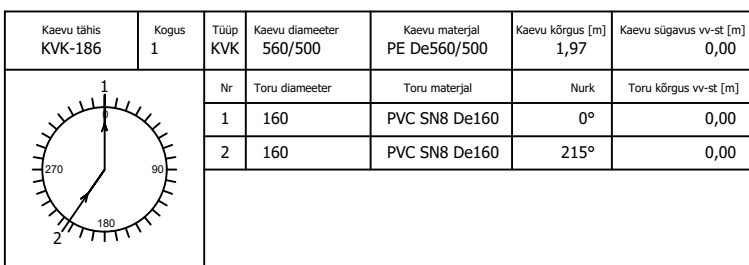 Kaevu tähis Kogus Tüüp Kaevu diameeter Kaevu materjal Kaevu kõrgus [m] Kaevu sügavus vv-st [m]
KVK-186 1 KVK 560/500 PE De560/500 1,97 0,00
Nr Toru diameeter Toru materjal Nurk Toru kõrgus vv-st [m]
1 160 PVC SN8 De160 0° 0,00
2 160 PVC SN8 De160 215° 0,00
1
0
270 90
180
2